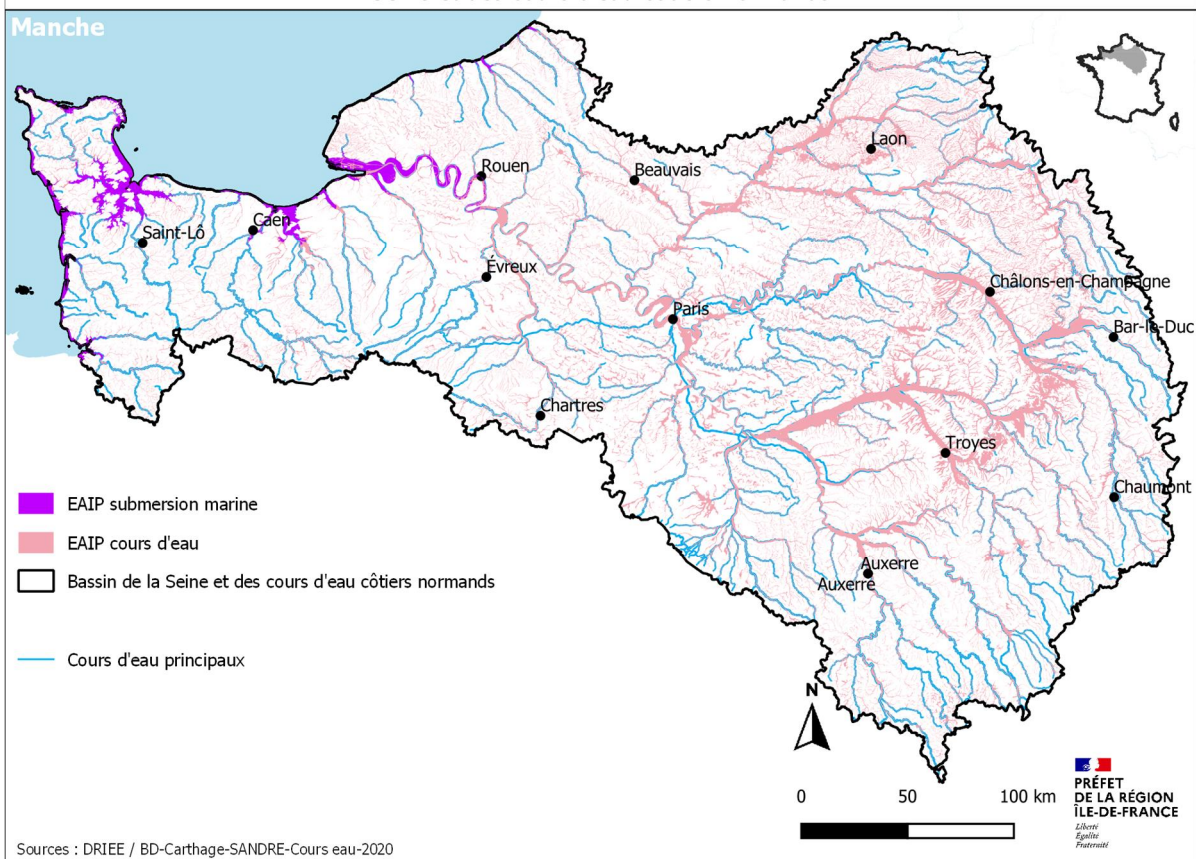 Manche
Laon
Rouen
Beauvais
Caen
Saint-Lô
Évreux
Châlons-en-Champagne
Paris
Bar-le-Duc
Chartres
Troyes
Chaumont
EAIP submersion marine
EAIP cours d'eau
Bassin de la Seine et des cours d'eau côtiers normands
Auxerre
Auxerre
Cours d'eau principaux
N
0 50 100 km
PRÉFET
DE LA RÉGION
ÎLE-DE-FRANCE
Liberté
Égalité
Fraternité
Sources : DRIEE / BD-Carthage-SANDRE-Cours eau-2020